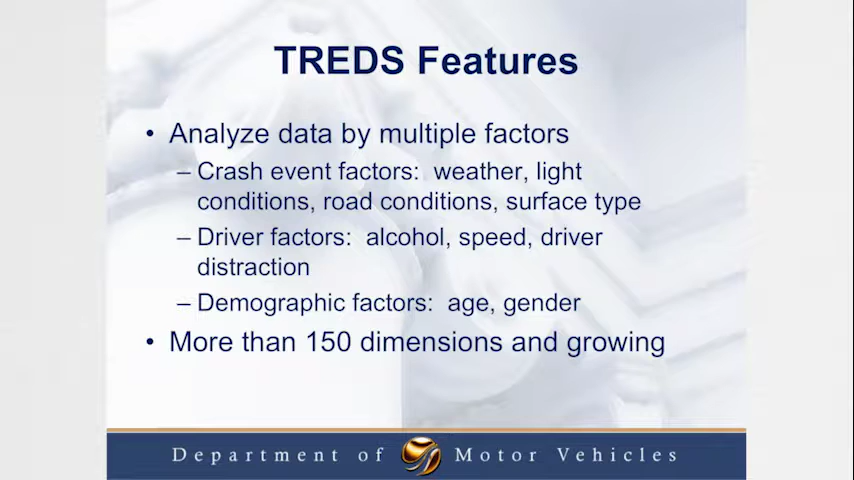 TREDS Features
• Analyze data by multiple factors
– Crash event factors: weather, light
conditions, road conditions, surface type
– Driver factors: alcohol, speed, driver
distraction
– Demographic factors: age, gender
• More than 150 dimensions and growing
Department of Motor Vehicles